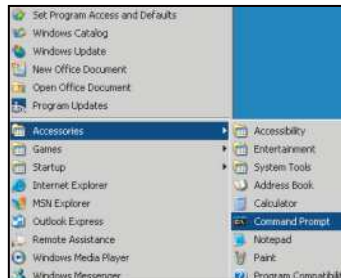 Set Program Access and Defaults
Windows Catalog
Windows Update
New Office Document
Open Office Document
Program Updates
Accessories
Games
Startup
Internet Explorer
MSN Explorer
Outlook Express
Remote Assistance
Windows Media Player
Windows Messenger
Accessibility
Entertainment
System Tools
Address Book
Calculator
Command Prompt
Notepad
Paint
Program Compatibili